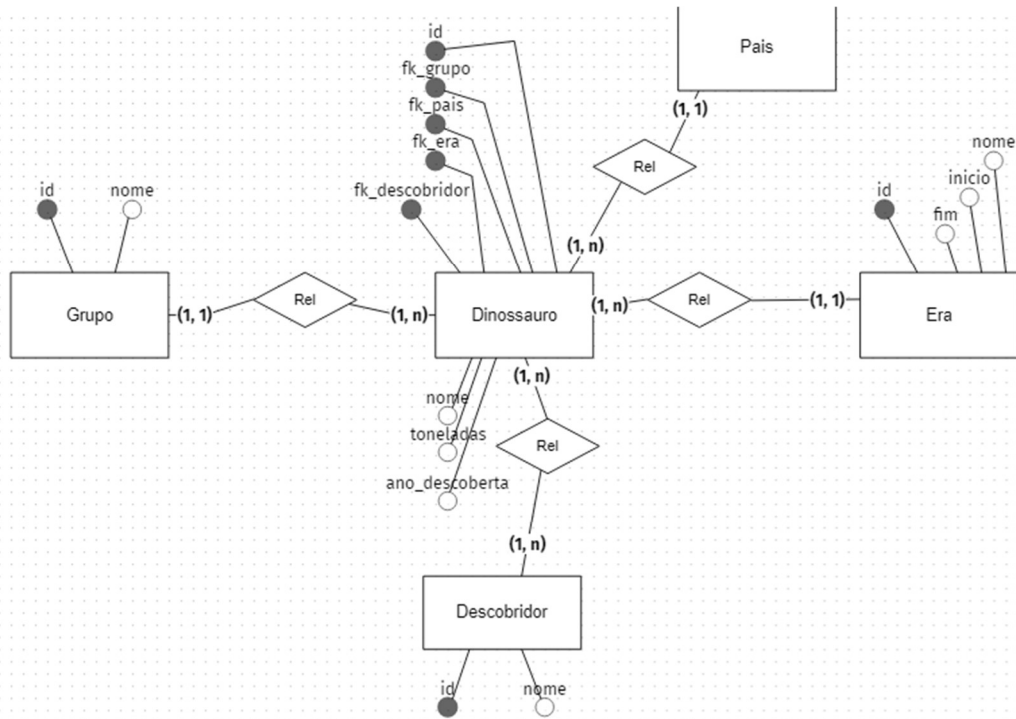 id
Pais
fk_grupo
fk_pais
(1, 1)
fk_era
nome
Rel
inicio
id
nome
fk_descobridor
id
fim
(1, n)
Grupo
(1, 1)
Rel
(1, n)
Dinossauro
(1, n)
Rel
(1, 1)
Era
(1, n)
nome
toneladas
Rel
ano_descoberta
(1, n)
Descobridor
id
nome